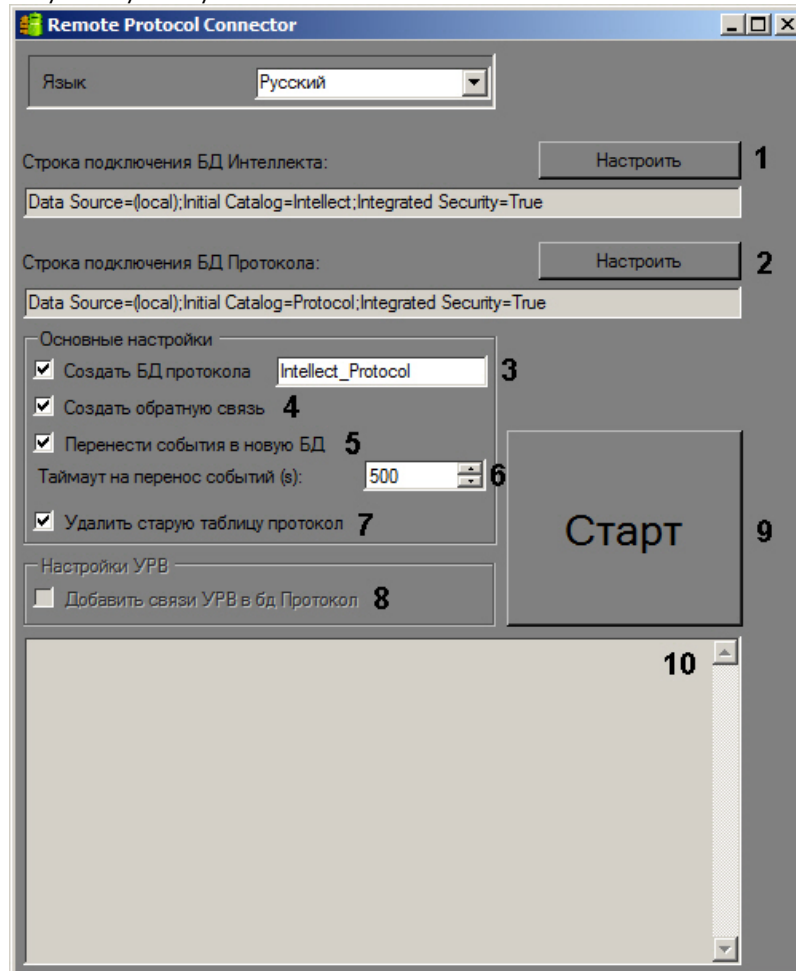 Remote Protocol Connector
Язык Русский
Строка подключения БД Интеллекта: Настроить 1
Data Source=(local);Initial Catalog=Intellect;Integrated Security=True
Строка подключения БД Протокола: Настроить 2
Data Source=(local);Initial Catalog=Protocol;Integrated Security=True
Основные настройки
Создать БД протокола Intellect_Protocol 3
Создать обратную связь 4
Перенести события в новую БД 5
Таймаут на перенос событий (s): 500 6
Удалить старую таблицу протокол 7
Старт 9
Настройки УРВ
Добавить связи УРВ в бд Протокол 8
10